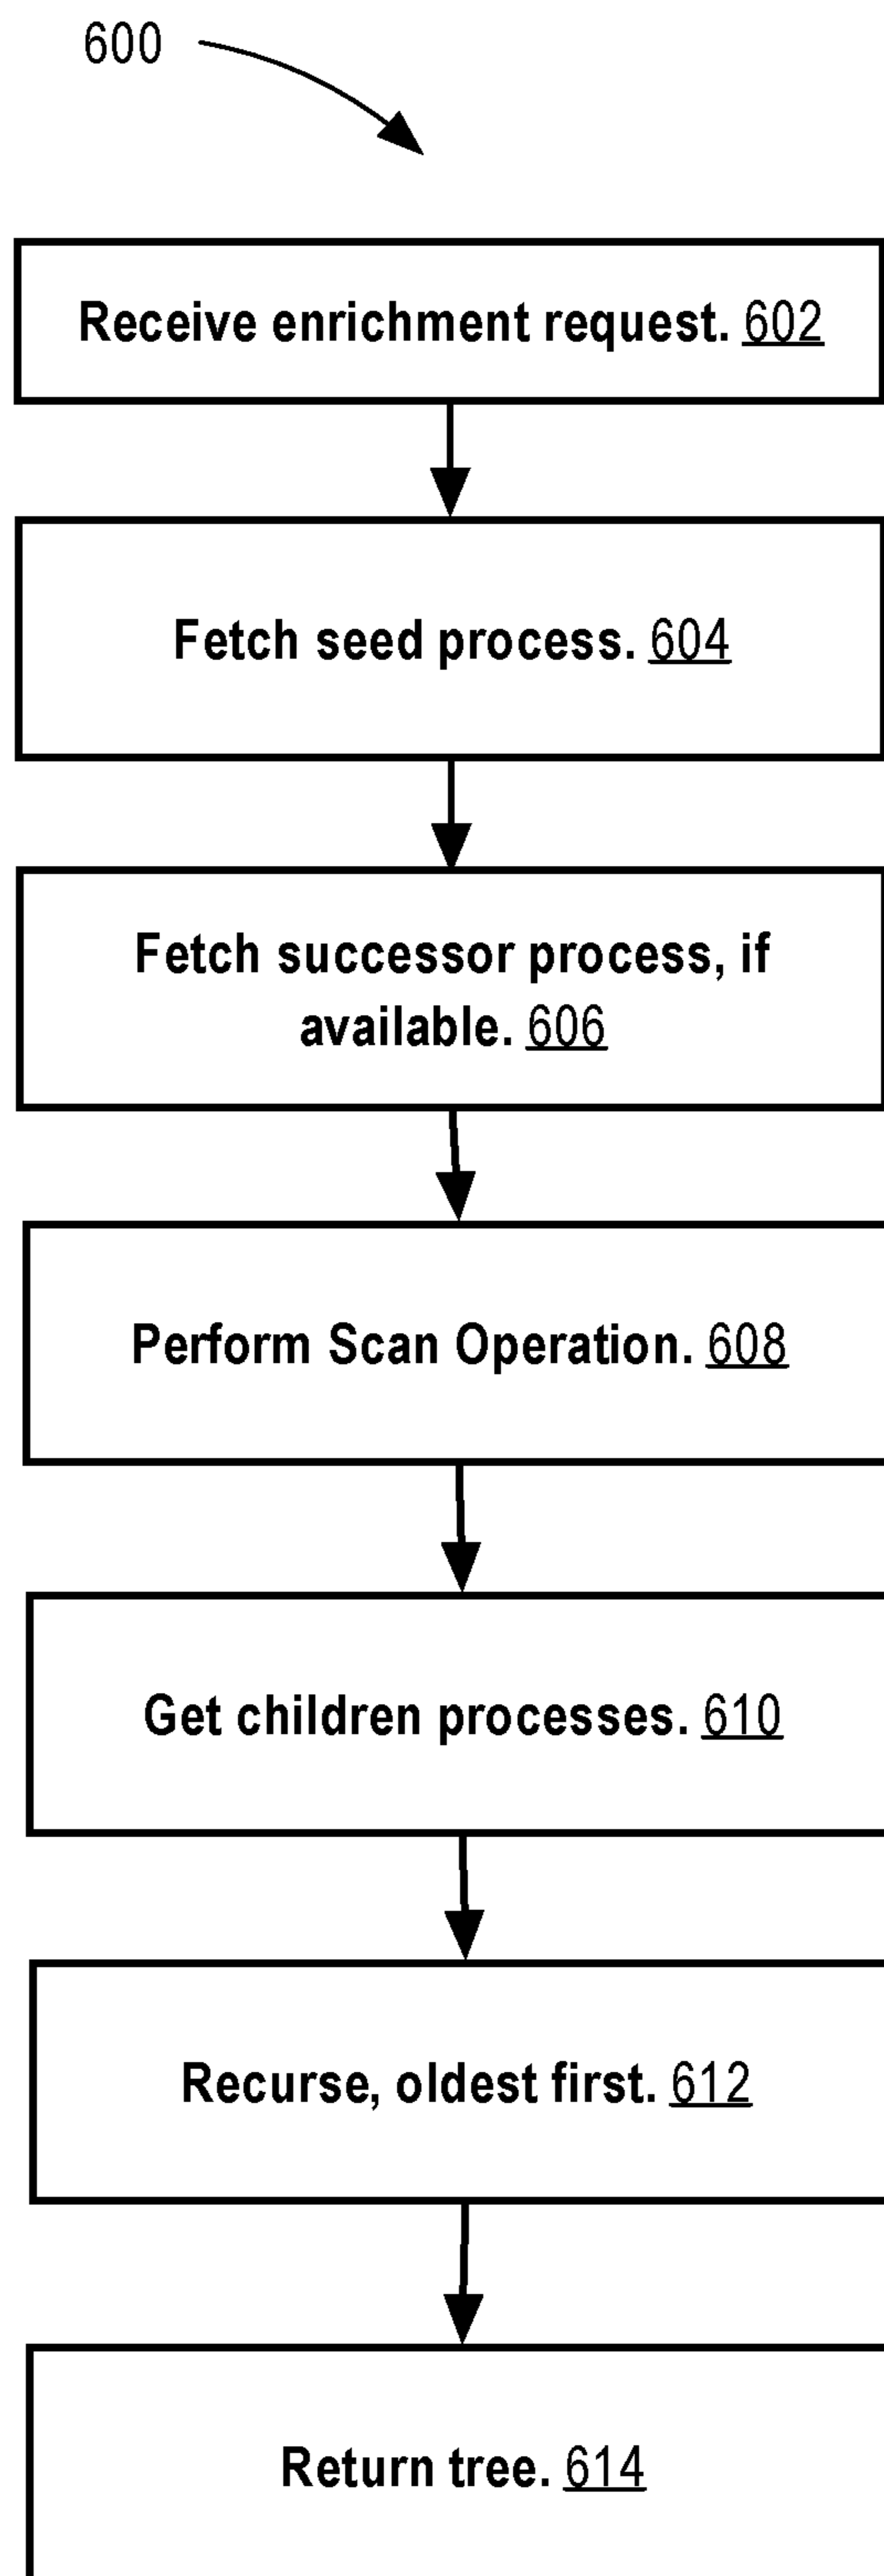 600
Receive enrichment request. 602
Fetch seed process. 604
Fetch successor process, if
available. 606
Perform Scan Operation. 608
Get children processes. 610
Recurse, oldest first. 612
Return tree. 614